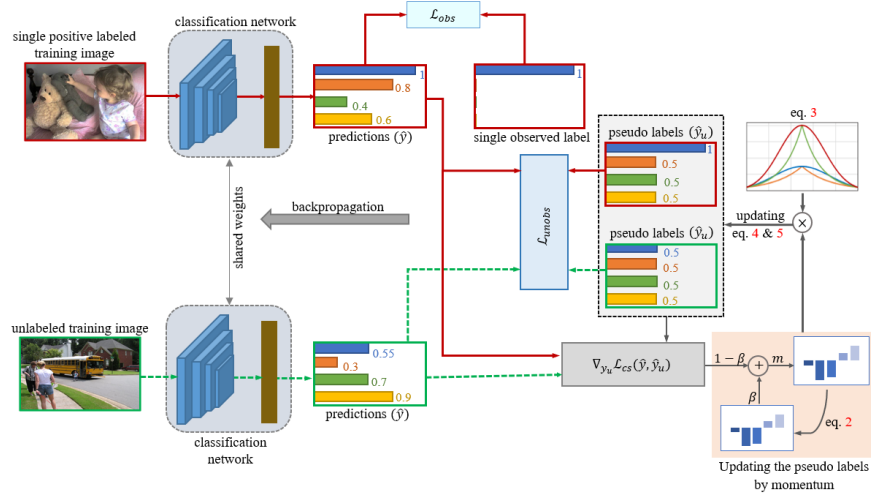 classification network
single positive labeled
training image
ℒ_obs
1
0.8
0.4
0.6
predictions (ŷ)
1
single observed label
pseudo labels (ŷ_u)
1
0.5
0.5
0.5
eq. 3
shared weights
backpropagation
ℒ_unobs
updating
eq. 4 & 5
×
pseudo labels (ŷ_u)
0.5
0.5
0.5
0.5
unlabeled training image
0.55
0.3
0.7
0.9
predictions (ŷ)
classification
network
∇_{y_u} ℒ_cs(ŷ, ŷ_u)
1 − β
+
m
β
eq. 2
Updating the pseudo labels
by momentum